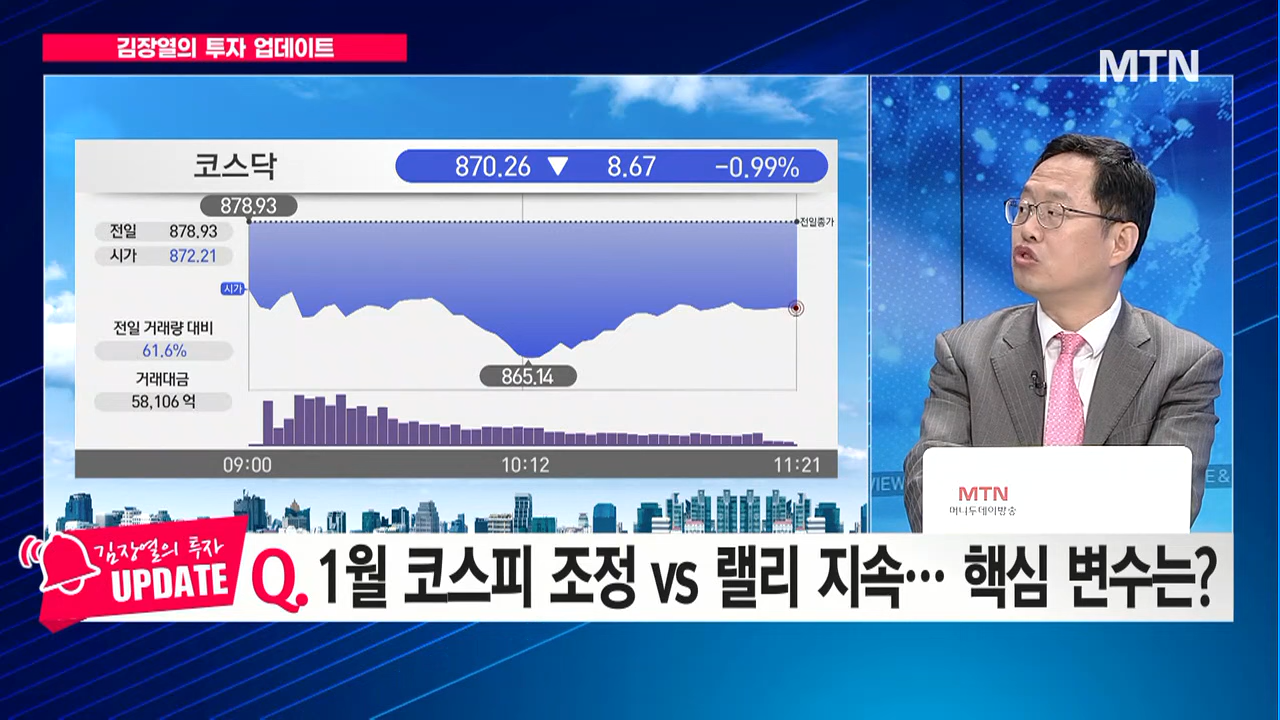 김장열의 투자 업데이트
MTN
코스닥
870.26 ▼ 8.67 -0.99%
878.93
전일 878.93
시가 872.21
전일종가
시가
전일 거래량 대비
61.6%
거래대금
58,106 억
865.14
09:00 10:12 11:21
VIEW
E &
MTN
머니투데이방송
김장열의 투자
UPDATE
Q. 1월 코스피 조정 vs 랠리 지속… 핵심 변수는?